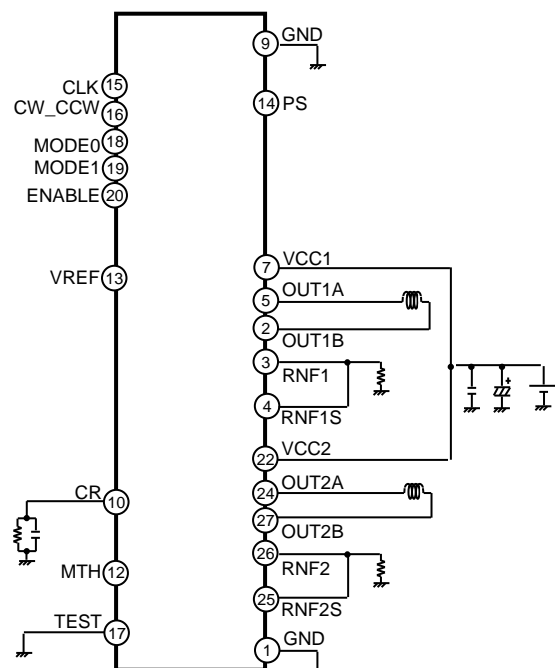 9 GND
14 PS
15 CLK
16 CW_CCW
18 MODE0
19 MODE1
20 ENABLE
13 VREF
7 VCC1
5 OUT1A
2 OUT1B
3 RNF1
4 RNF1S
22 VCC2
24 OUT2A
27 OUT2B
26 RNF2
25 RNF2S
1 GND
CR 10
MTH 12
TEST 17
+